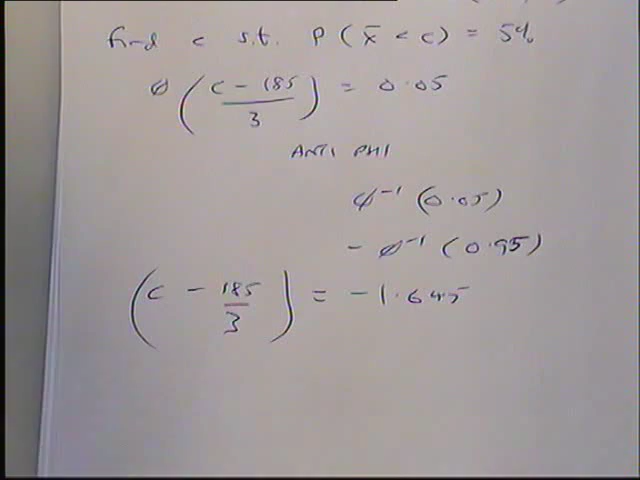 find c s.t. P ( x̄ < c ) = 5%
φ ( c - 185 / 3 ) = 0.05
ANTI PHI
φ⁻¹ (0.05)
- φ⁻¹ (0.95)
( c - 185 / 3 ) = -1.645